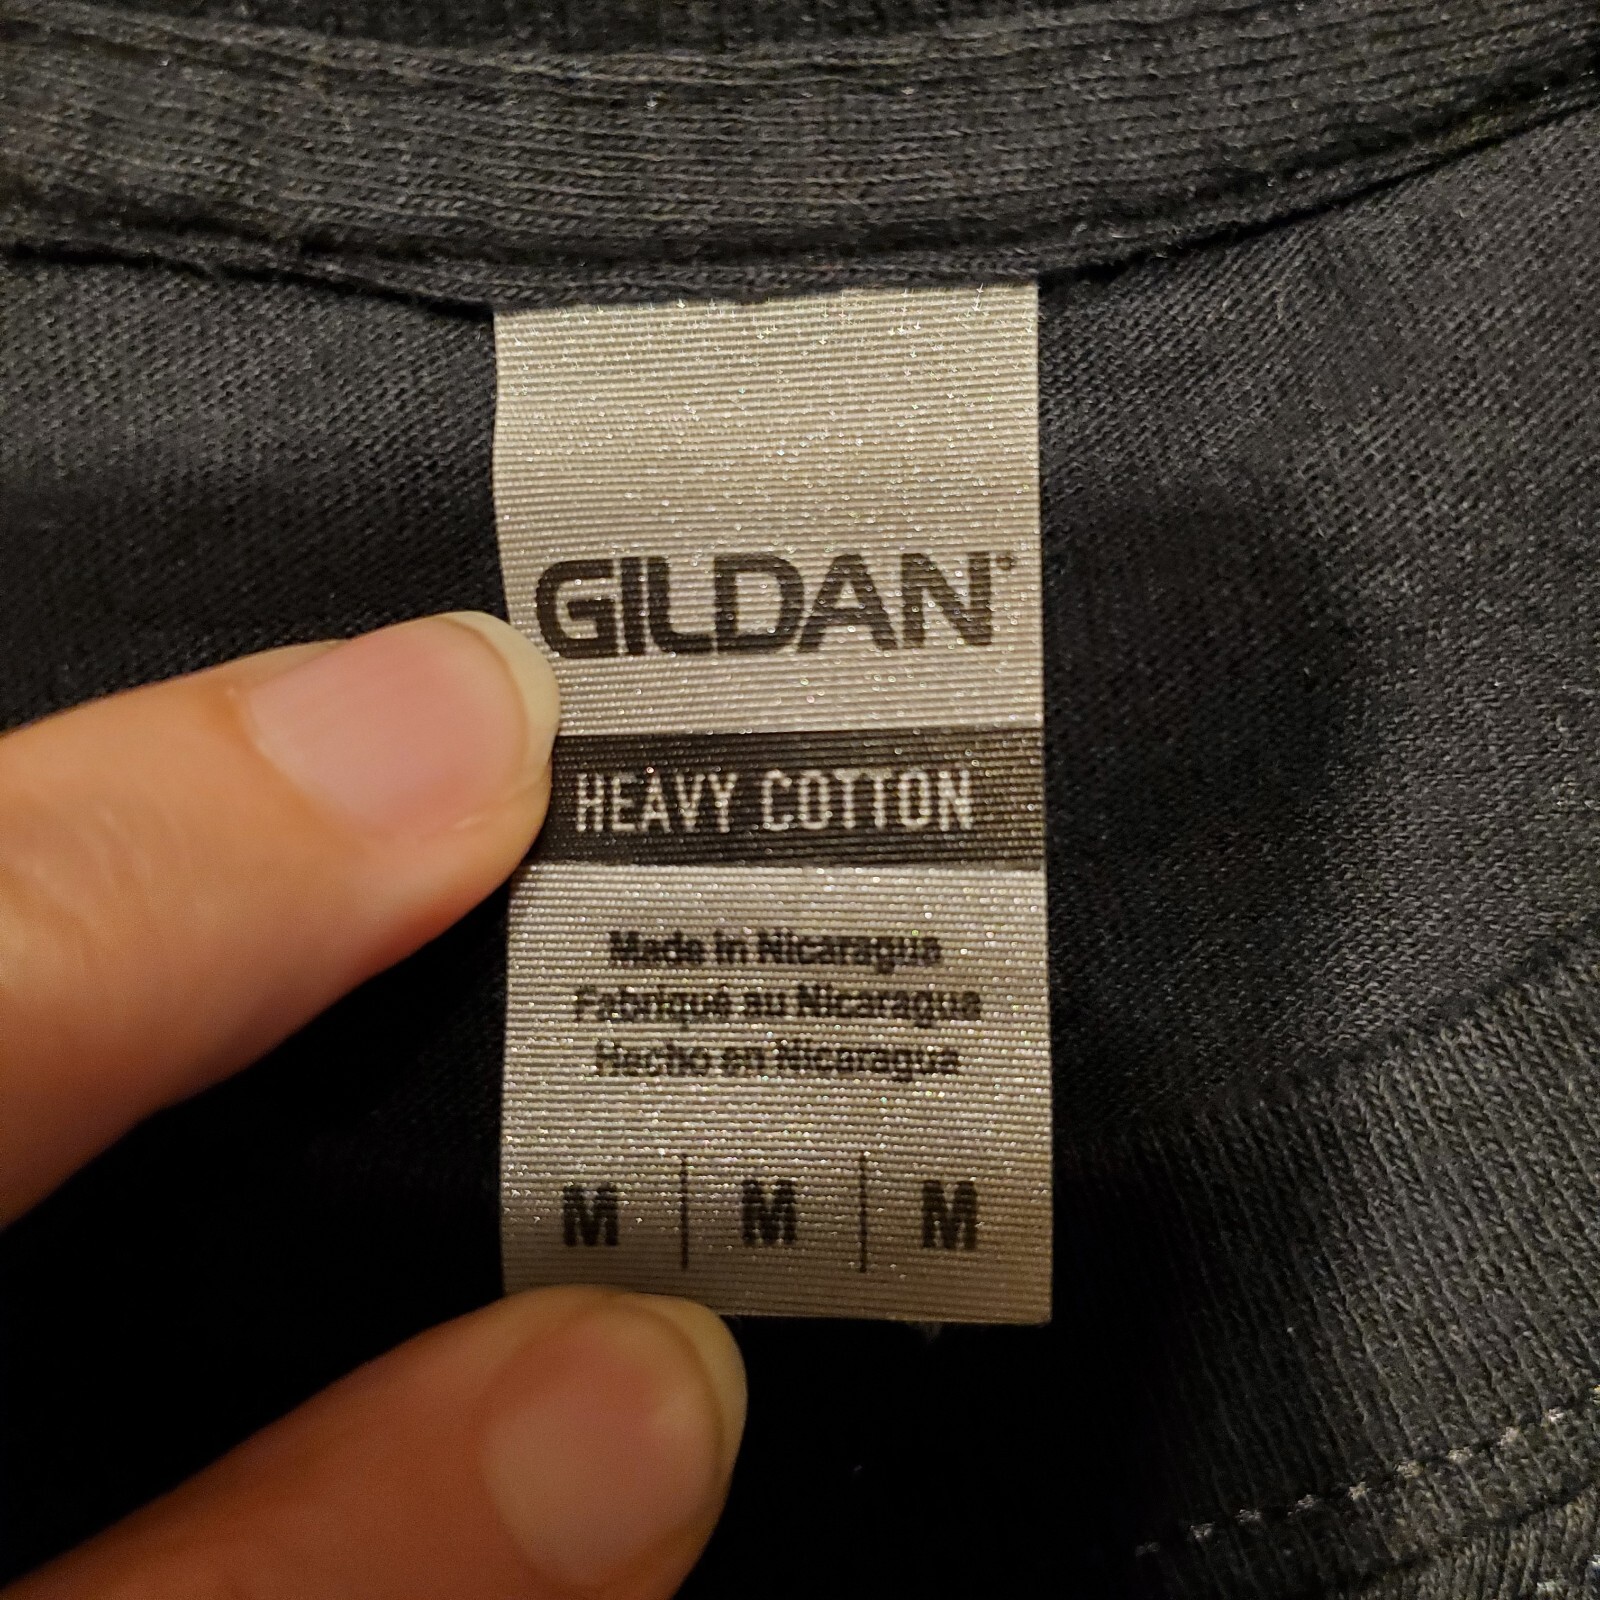 GILDAN®
HEAVY COTTON
Made in Nicaragua
Fabriqué au Nicaragua
Hecho en Nicaragua
M | M | M